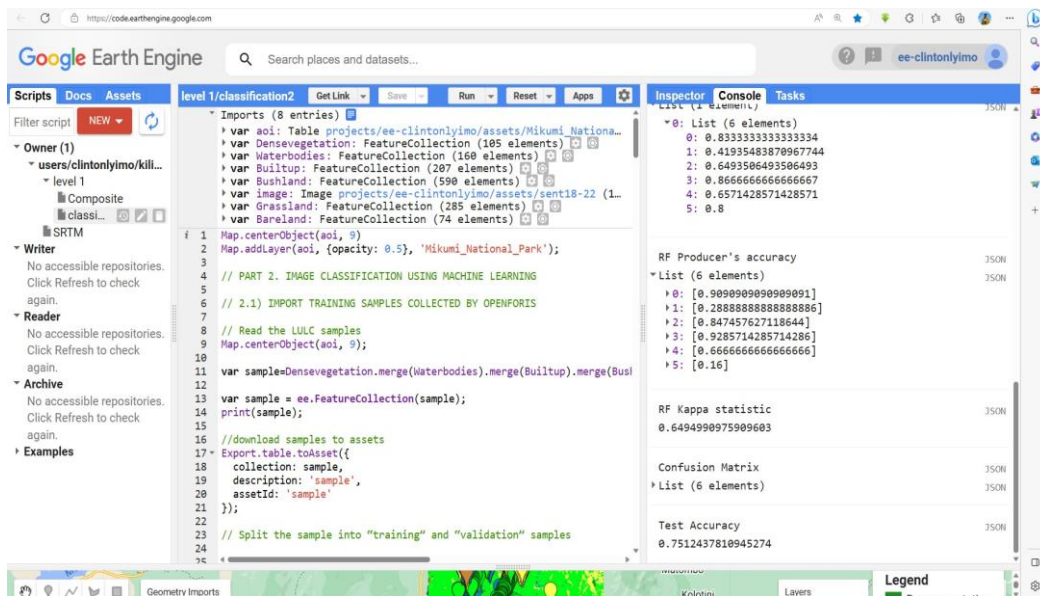 https://code.earthengine.google.com
Google Earth Engine
Search places and datasets...
ee-clintonlyimo
Scripts Docs Assets
Filter script
NEW
Owner (1)
users/clintonlyimo/kili...
level 1
Composite
classi...
SRTM
Writer
No accessible repositories.
Click Refresh to check
again.
Reader
No accessible repositories.
Click Refresh to check
again.
Archive
No accessible repositories.
Click Refresh to check
again.
Examples
level 1/classification2 Get Link Save Run Reset Apps
Imports (8 entries)
var aoi: Table projects/ee-clintonlyimo/assets/Mikumi_Nationa...
var Densevegetation: FeatureCollection (105 elements)
var Waterbodies: FeatureCollection (160 elements)
var Builtup: FeatureCollection (207 elements)
var Bushland: FeatureCollection (590 elements)
var image: Image projects/ee-clintonlyimo/assets/sent18-22 (1...
var Grassland: FeatureCollection (285 elements)
var Bareland: FeatureCollection (74 elements)
i 1 Map.centerObject(aoi, 9)
2 Map.addLayer(aoi, {opacity: 0.5}, 'Mikumi_National_Park');
3
4 // PART 2. IMAGE CLASSIFICATION USING MACHINE LEARNING
5
6 // 2.1) IMPORT TRAINING SAMPLES COLLECTED BY OPENFORIS
7
8 // Read the LULC samples
9 Map.centerObject(aoi, 9);
10
11 var sample=Densevegetation.merge(Waterbodies).merge(Builtup).merge(Bus
12
13 var sample = ee.FeatureCollection(sample);
14 print(sample);
15
16 //download samples to assets
17 Export.table.toAsset({
18 collection: sample,
19 description: 'sample',
20 assetId: 'sample'
21 });
22
23 // Split the sample into “training” and “validation” samples
24
25
Inspector Console Tasks
List (1 element) JSON
0: List (6 elements)
0: 0.8333333333333334
1: 0.41935483870967744
2: 0.6493506493506493
3: 0.8666666666666667
4: 0.6571428571428571
5: 0.8
RF Producer's accuracy JSON
List (6 elements) JSON
0: [0.9090909090909091]
1: [0.28888888888888886]
2: [0.847457627118644]
3: [0.9285714285714286]
4: [0.6666666666666666]
5: [0.16]
RF Kappa statistic JSON
0.6494990975909603
Confusion Matrix JSON
List (6 elements) JSON
Test Accuracy JSON
0.7512437810945274
Geometry Imports
Kolotini
Layers
Legend